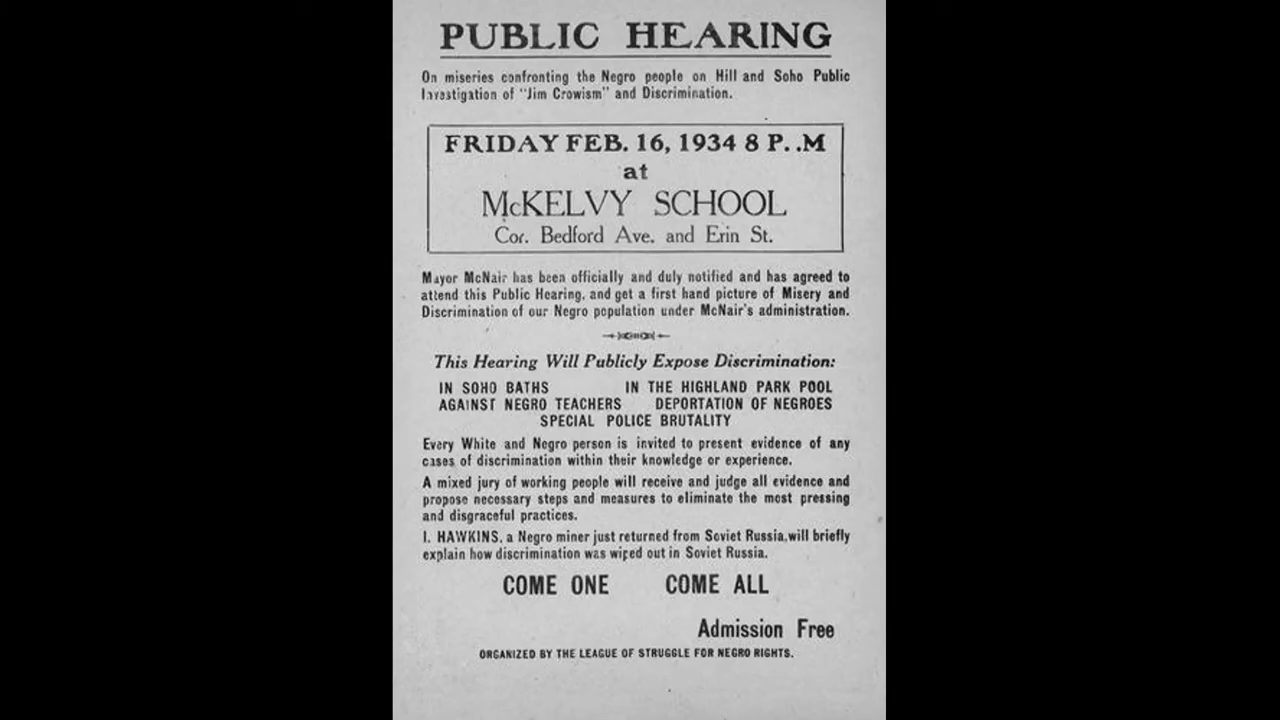 PUBLIC HEARING
On miseries confronting the Negro people on Hill and Soho Public
Investigation of "Jim Crowism" and Discrimination.
FRIDAY FEB. 16, 1934 8 P. .M
at
McKELVY SCHOOL
Cor. Bedford Ave. and Erin St.
Mayor McNair has been officially and duly notified and has agreed to
attend this Public Hearing, and get a first hand picture of Misery and
Discrimination of our Negro population under McNair's administration.
This Hearing Will Publicly Expose Discrimination:
IN SOHO BATHS IN THE HIGHLAND PARK POOL
AGAINST NEGRO TEACHERS DEPORTATION OF NEGROES
SPECIAL POLICE BRUTALITY
Every White and Negro person is invited to present evidence of any
cases of discrimination within their knowledge or experience.
A mixed jury of working people will receive and judge all evidence and
propose necessary steps and measures to eliminate the most pressing
and disgraceful practices.
I. HAWKINS, a Negro miner just returned from Soviet Russia,will briefly
explain how discrimination was wiped out in Soviet Russia.
COME ONE COME ALL
Admission Free
ORGANIZED BY THE LEAGUE OF STRUGGLE FOR NEGRO RIGHTS.